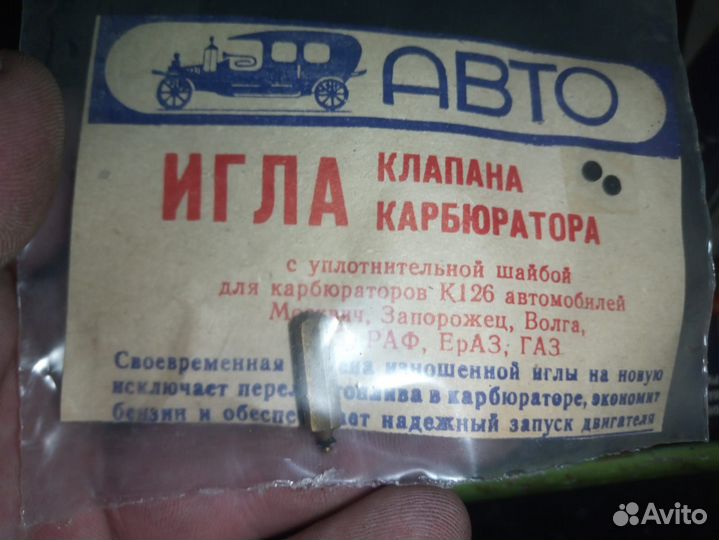 АВТО
ИГЛА КЛАПАНА
КАРБЮРАТОРА
с уплотнительной шайбой
для карбюраторов К126 автомобилей
Москвич, Запорожец, Волга,
РАФ, ЕрАЗ, ГАЗ
Своевременная изношенной иглы на новую
исключает в карбюраторе, экономит
бензин и надежный запуск двигателя
Avito